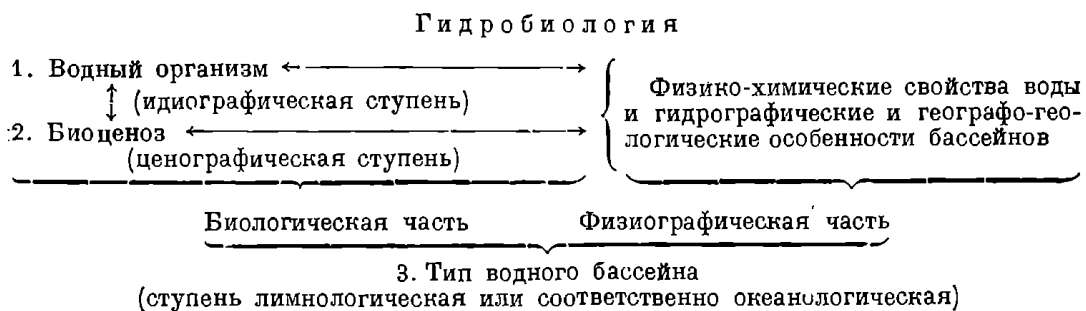 Гидробиология
1. Водный организм ←→
(идиографическая ступень)
2. Биоценоз ←→
(ценографическая ступень)
Физико-химические свойства воды
и гидрографические и географо-гео-
логические особенности бассейнов
Биологическая часть Физиографическая часть
3. Тип водного бассейна
(ступень лимнологическая или соответственно океанологическая)